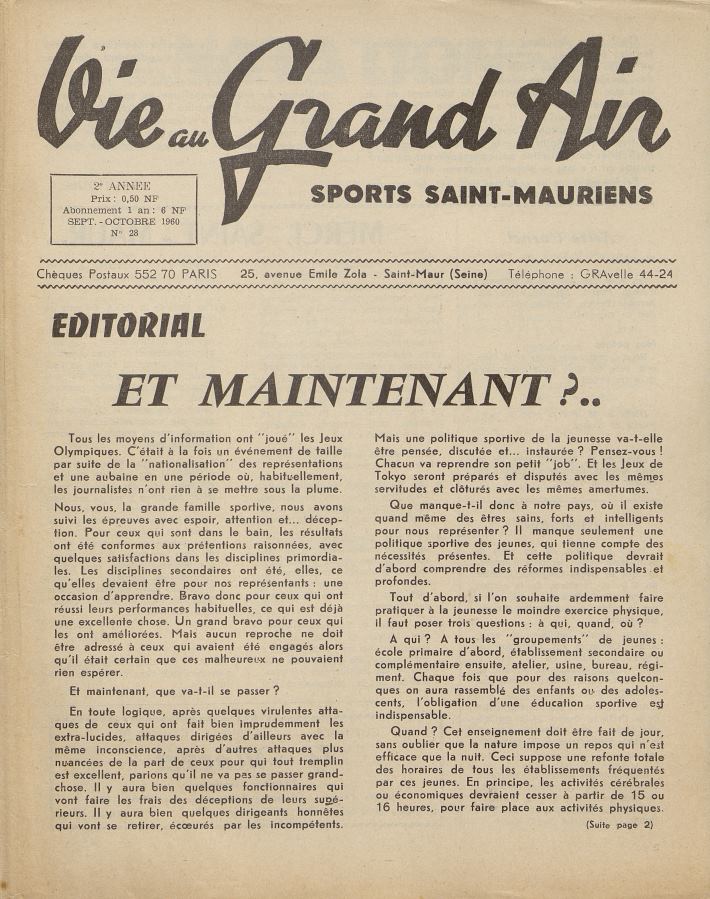 Vie au Grand Air
SPORTS SAINT-MAURIENS
2e ANNEE
Prix : 0,50 NF
Abonnement 1 an : 6 NF
SEPT. - OCTOBRE 1960
N° 28
Chèques Postaux 552 70 PARIS 25, avenue Emile Zola - Saint-Maur (Seine) Téléphone : GRAvelle 44-24
EDITORIAL
ET MAINTENANT ?..
Tous les moyens d'information ont "joué" les Jeux
Olympiques. C'était à la fois un événement de taille
par suite de la "nationalisation" des représentations
et une aubaine en une période où, habituellement,
les journalistes n'ont rien à se mettre sous la plume.
Nous, vous, la grande famille sportive, nous avons
suivi les épreuves avec espoir, attention et... décep-
tion. Pour ceux qui sont dans le bain, les résultats
ont été conformes aux prétentions raisonnées, avec
quelques satisfactions dans les disciplines primordia-
les. Les disciplines secondaires ont été, elles, ce
qu'elles devaient être pour nos représentants : une
occasion d'apprendre. Bravo donc pour ceux qui ont
réussi leurs performances habituelles, ce qui est déjà
une excellente chose. Un grand bravo pour ceux qui
les ont améliorées. Mais aucun reproche ne doit
être adressé à ceux qui avaient été engagés alors
qu'il était certain que ces malheureux ne pouvaient
rien espérer.
Et maintenant, que va-t-il se passer ?
En toute logique, après quelques virulentes atta-
ques de ceux qui ont fait bien imprudemment les
extra-lucides, attaques dirigées d'ailleurs avec la
même inconscience, après d'autres attaques plus
nuancées de la part de ceux pour qui tout tremplin
est excellent, parions qu'il ne va pas se passer grand-
chose. Il y aura bien quelques fonctionnaires qui
vont faire les frais des déceptions de leurs supé-
rieurs. Il y aura bien quelques dirigeants honnêtes
qui vont se retirer, écœurés par les incompétents.
Mais une politique sportive de la jeunesse va-t-elle
être pensée, discutée et... instaurée ? Pensez-vous !
Chacun va reprendre son petit "job". Et les Jeux de
Tokyo seront préparés et disputés avec les mêmes
servitudes et clôturés avec les mêmes amertumes.
Que manque-t-il donc à notre pays, où il existe
quand même des êtres sains, forts et intelligents
pour nous représenter ? Il manque seulement une
politique sportive des jeunes, qui tienne compte des
nécessités présentes. Et cette politique devrait
d'abord comprendre des réformes indispensables et
profondes.
Tout d'abord, si l'on souhaite ardemment faire
pratiquer à la jeunesse le moindre exercice physique,
il faut poser trois questions : à qui, quand, où ?
A qui ? A tous les "groupements" de jeunes :
école primaire d'abord, établissement secondaire ou
complémentaire ensuite, atelier, usine, bureau, régi-
ment. Chaque fois que pour des raisons quelcon-
ques on aura rassemblé des enfants ou des adoles-
cents, l'obligation d'une éducation sportive est
indispensable.
Quand ? Cet enseignement doit être fait de jour,
sans oublier que la nature impose un repos qui n'est
efficace que la nuit. Ceci suppose une refonte totale
des horaires de tous les établissements fréquentés
par ces jeunes. En principe, les activités cérébrales
ou économiques devraient cesser à partir de 15 ou
16 heures, pour faire place aux activités physiques.
(Suite page 2)